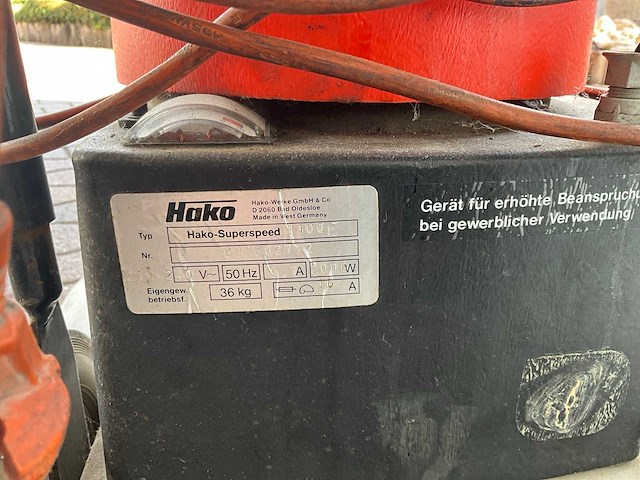 Hako
Hako-Werke GmbH & Co
D 2060 Bad Oldesloe
Made in West Germany
Typ Hako-Superspeed
Nr.
V~ 50 Hz A W
Eigengew. betriebsf. 36 kg A
Gerät für erhöhte Beanspruchu
bei gewerblicher Verwendung